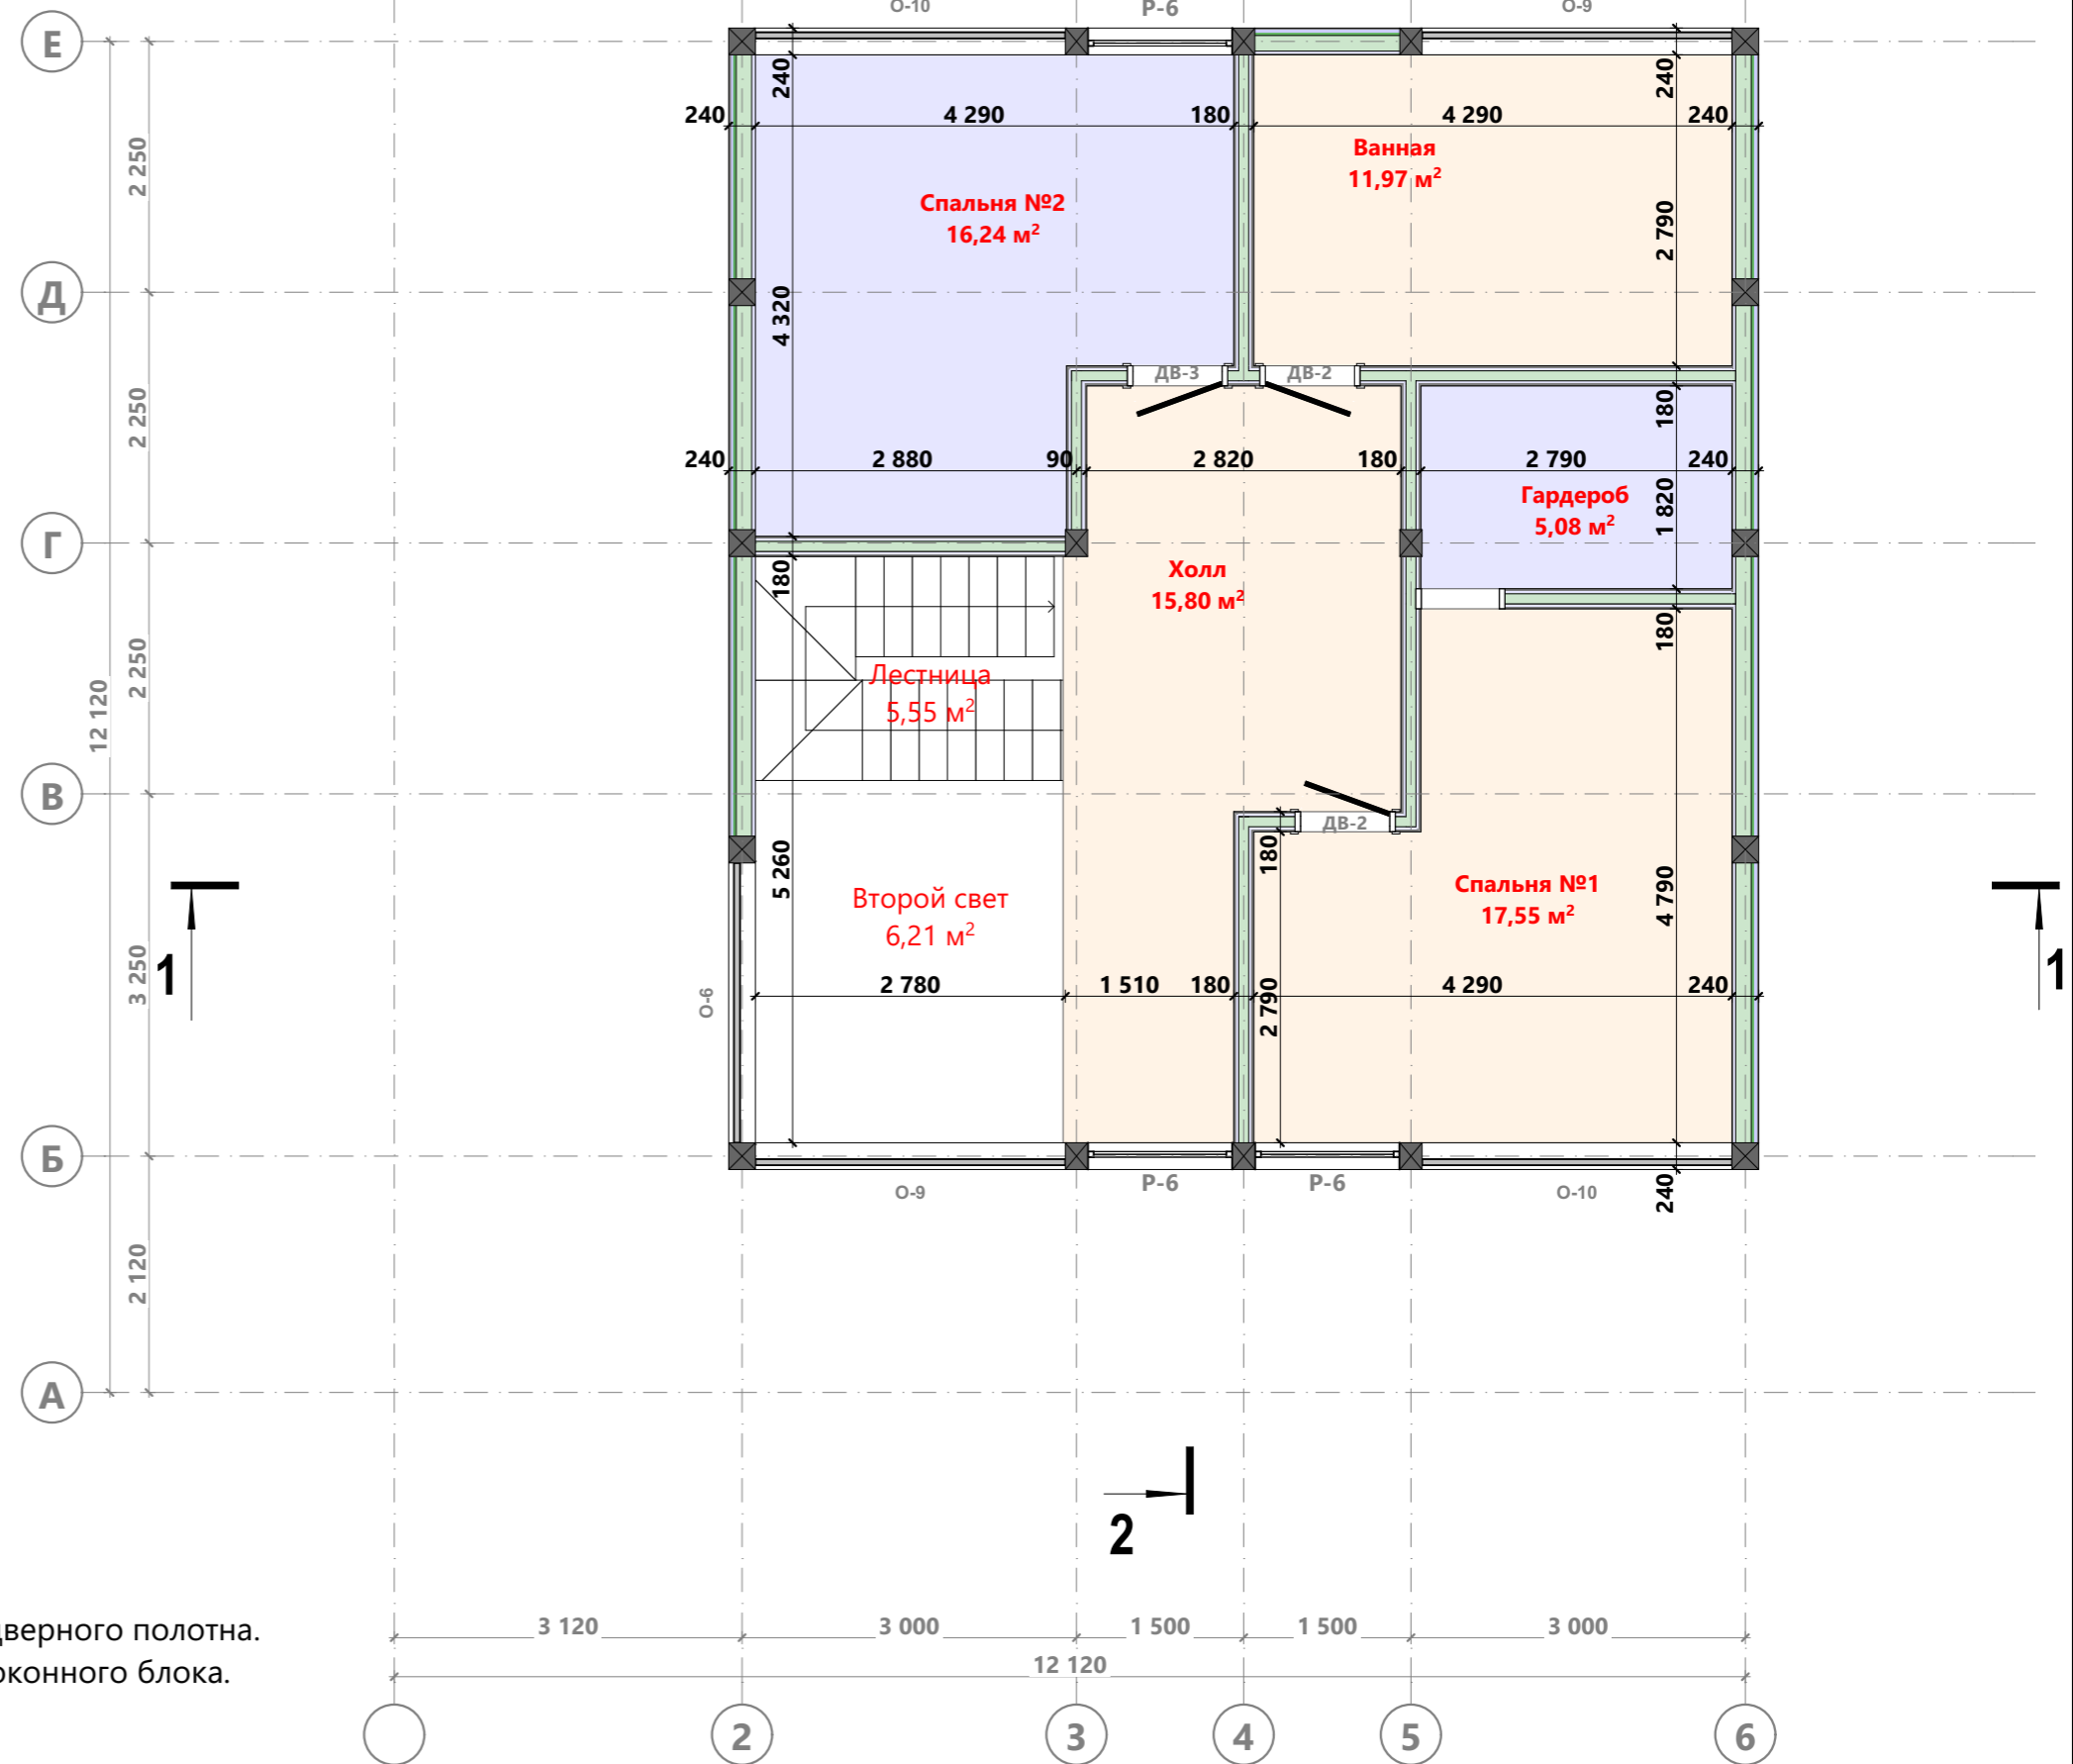 О-10
Р-6
О-9
Е
240
240
240
4 290
180
4 290
240
2 250
Ванная
11,97 м²
Спальня №2
16,24 м²
2 790
Д
4 320
ДВ-3
ДВ-2
2 250
180
240
2 880
90
2 820
180
2 790
240
Гардероб
5,08 м²
1 820
Г
180
Холл
15,80 м²
180
2 250
12 120
Лестница
5,55 м²
В
ДВ-2
180
5 260
Второй свет
6,21 м²
Спальня №1
17,55 м²
4 790
3 250
1
1
О-6
2 780
1 510
180
2 790
4 290
240
Б
О-9
Р-6
Р-6
О-10
240
2 120
А
2
дверного полотна.
оконного блока.
3 120
3 000
1 500
1 500
3 000
12 120
2
3
4
5
6